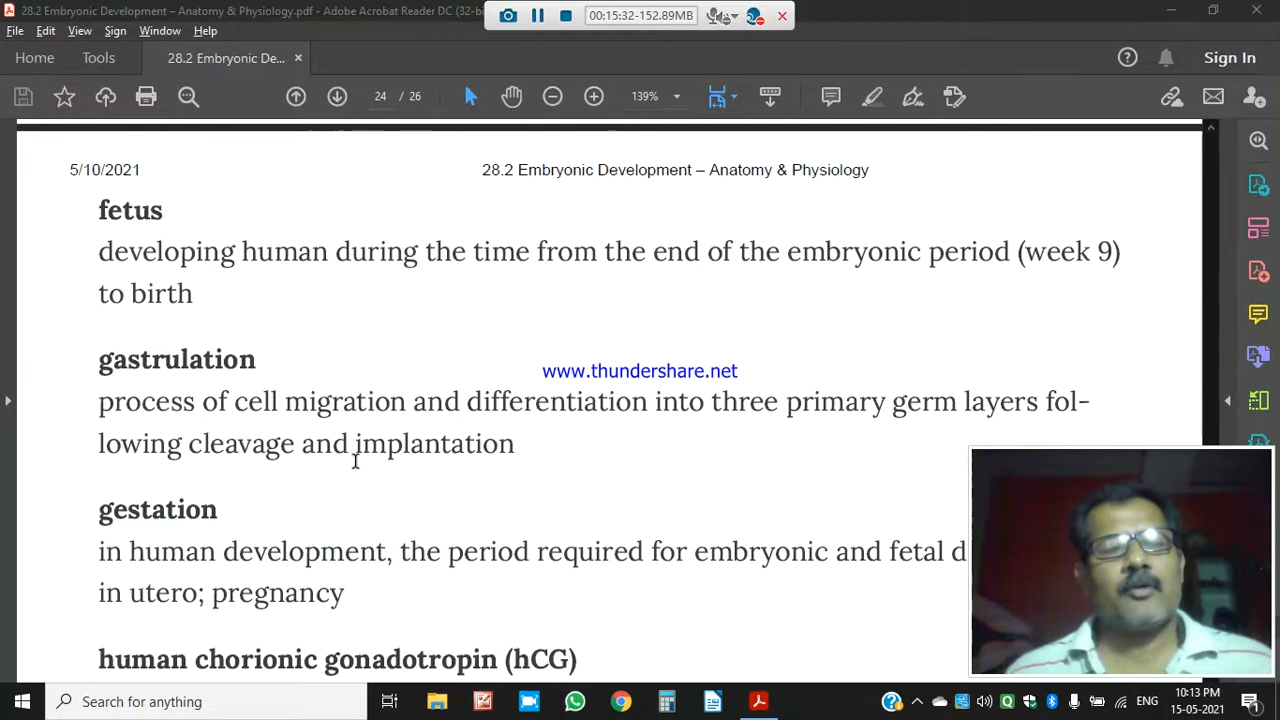 28.2 Embryonic Development – Anatomy & Physiology.pdf - Adobe Acrobat Reader DC (32-b
00:15:32-152.89MB
File Edit View Sign Window Help
Home Tools 28.2 Embryonic De... × Sign In
24 / 26 139%
5/10/2021 28.2 Embryonic Development – Anatomy & Physiology
fetus
developing human during the time from the end of the embryonic period (week 9)
to birth
gastrulation
www.thundershare.net
process of cell migration and differentiation into three primary germ layers fol-
lowing cleavage and implantation
gestation
in human development, the period required for embryonic and fetal d
in utero; pregnancy
human chorionic gonadotropin (hCG)
Search for anything
ENG 10:13 PM
15-05-2021